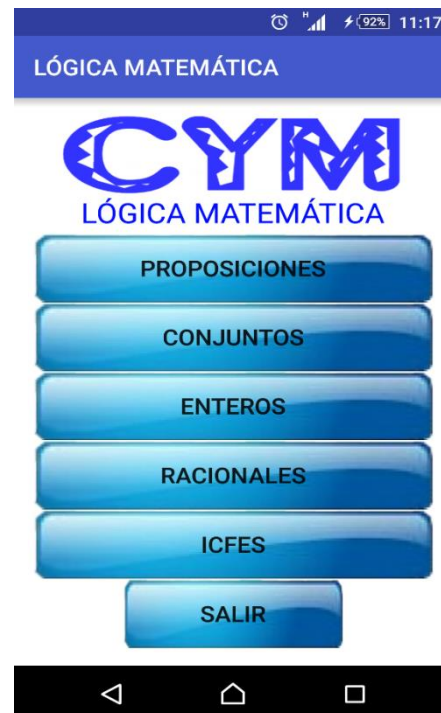 H 92% 11:17
LÓGICA MATEMÁTICA
CYM
LÓGICA MATEMÁTICA
PROPOSICIONES
CONJUNTOS
ENTEROS
RACIONALES
ICFES
SALIR